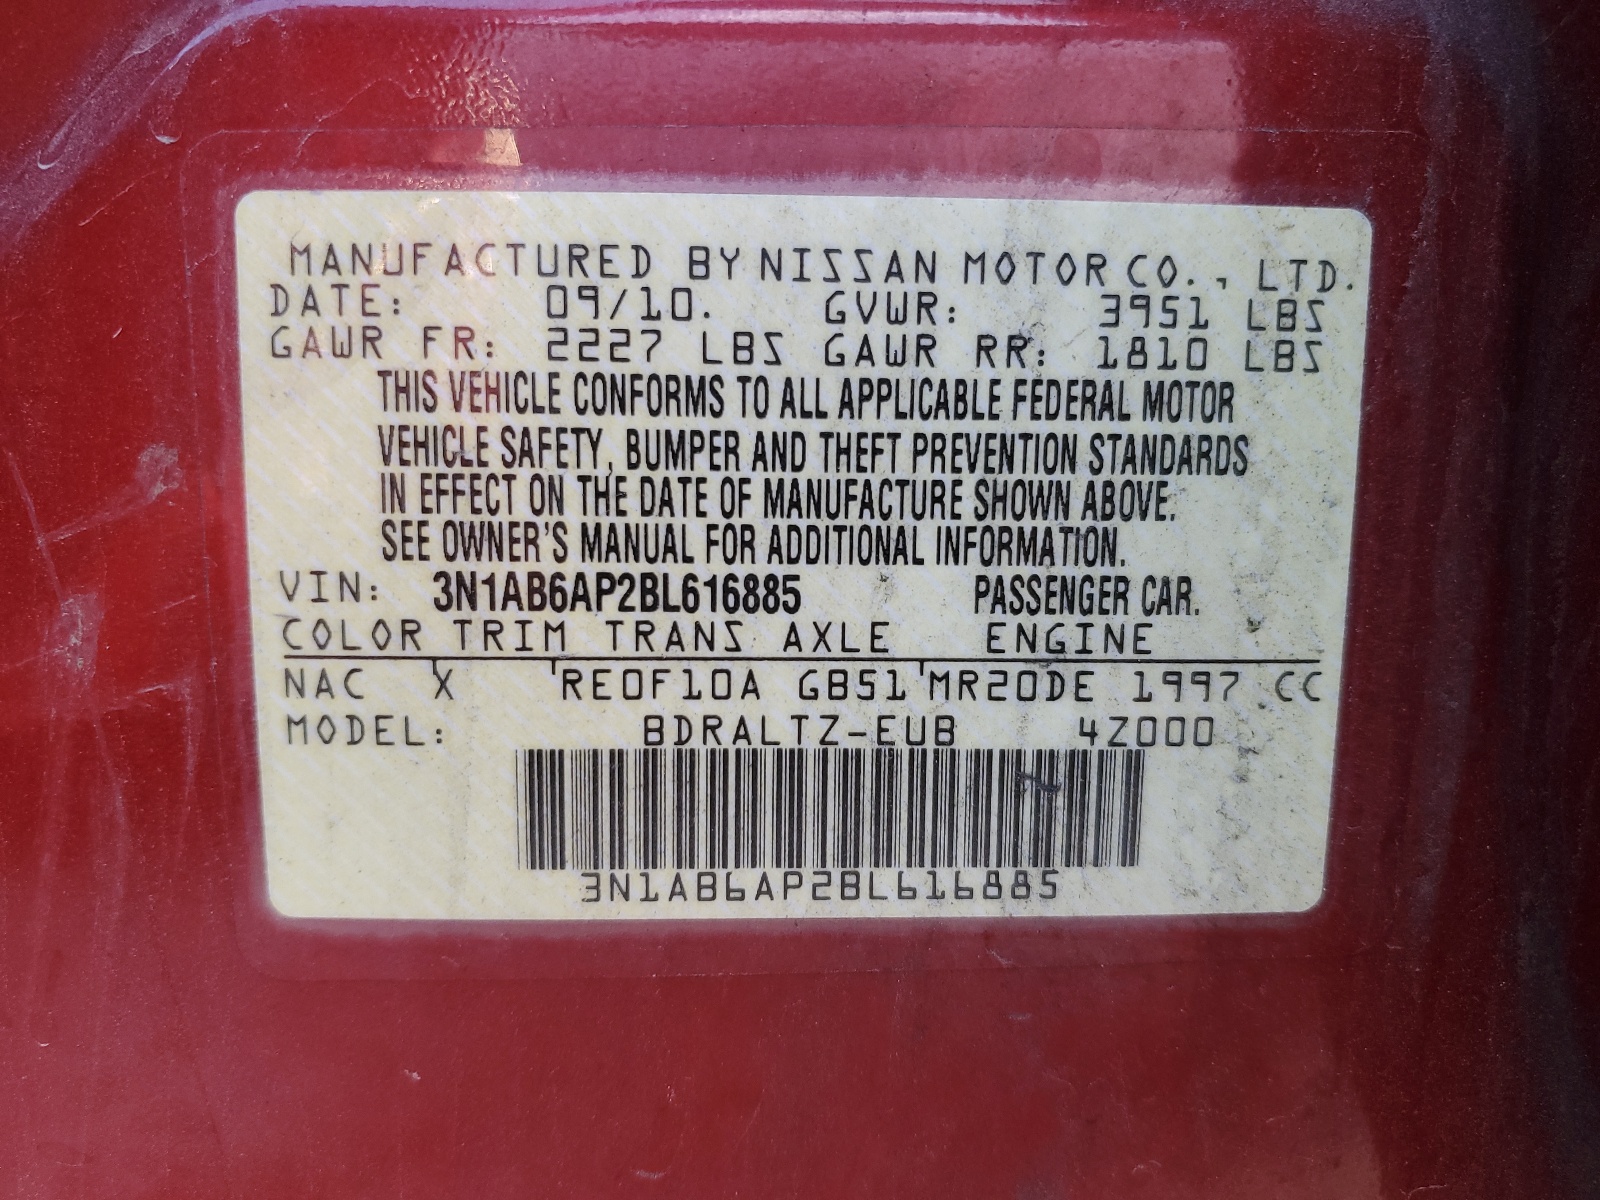 MANUFACTURED BY NISSAN MOTOR CO., LTD.
DATE: 09/10. GVWR: 3951 LBS
GAWR FR: 2227 LBS GAWR RR: 1810 LBS
THIS VEHICLE CONFORMS TO ALL APPLICABLE FEDERAL MOTOR
VEHICLE SAFETY, BUMPER AND THEFT PREVENTION STANDARDS
IN EFFECT ON THE DATE OF MANUFACTURE SHOWN ABOVE.
SEE OWNER'S MANUAL FOR ADDITIONAL INFORMATION.
VIN: 3N1AB6AP2BL616885 PASSENGER CAR.
COLOR TRIM TRANS AXLE ENGINE
NAC X RE0F10A GB51 MR20DE 1997 CC
MODEL: BDRALTZ-EUB 4Z000
3N1AB6AP2BL616885